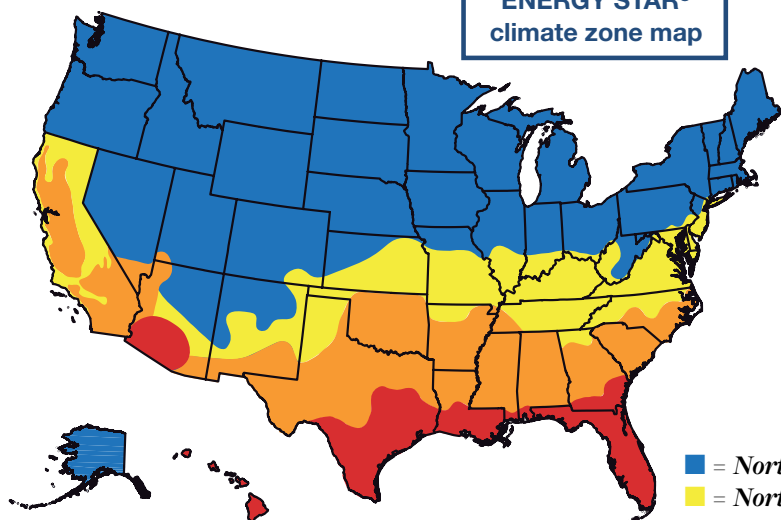 ENERGY STAR®
climate zone map
= Nort
= Nort